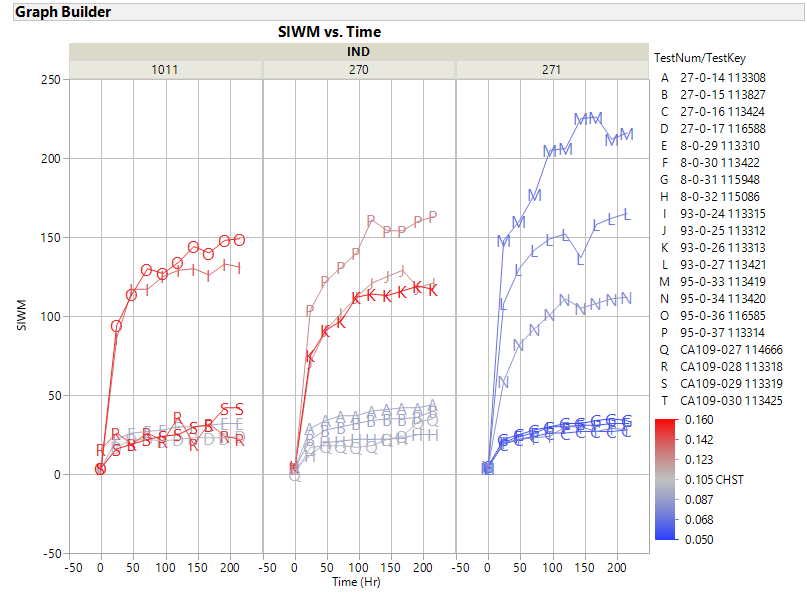 Graph Builder
SIWM vs. Time
IND
1011 270 271
250
200
150
100
50
0
-50
SIWM
-50 0 50 100 150 200 -50 0 50 100 150 200 -50 0 50 100 150 200
Time (Hr)
TestNum/TestKey
A 27-0-14 113308
B 27-0-15 113827
C 27-0-16 113424
D 27-0-17 116588
E 8-0-29 113310
F 8-0-30 113422
G 8-0-31 115948
H 8-0-32 115086
I 93-0-24 113315
J 93-0-25 113312
K 93-0-26 113313
L 93-0-27 113421
M 95-0-33 113419
N 95-0-34 113420
O 95-0-36 116585
P 95-0-37 113314
Q CA109-027 114666
R CA109-028 113318
S CA109-029 113319
T CA109-030 113425
0.160
0.142
0.123
0.105 CHST
0.087
0.068
0.050